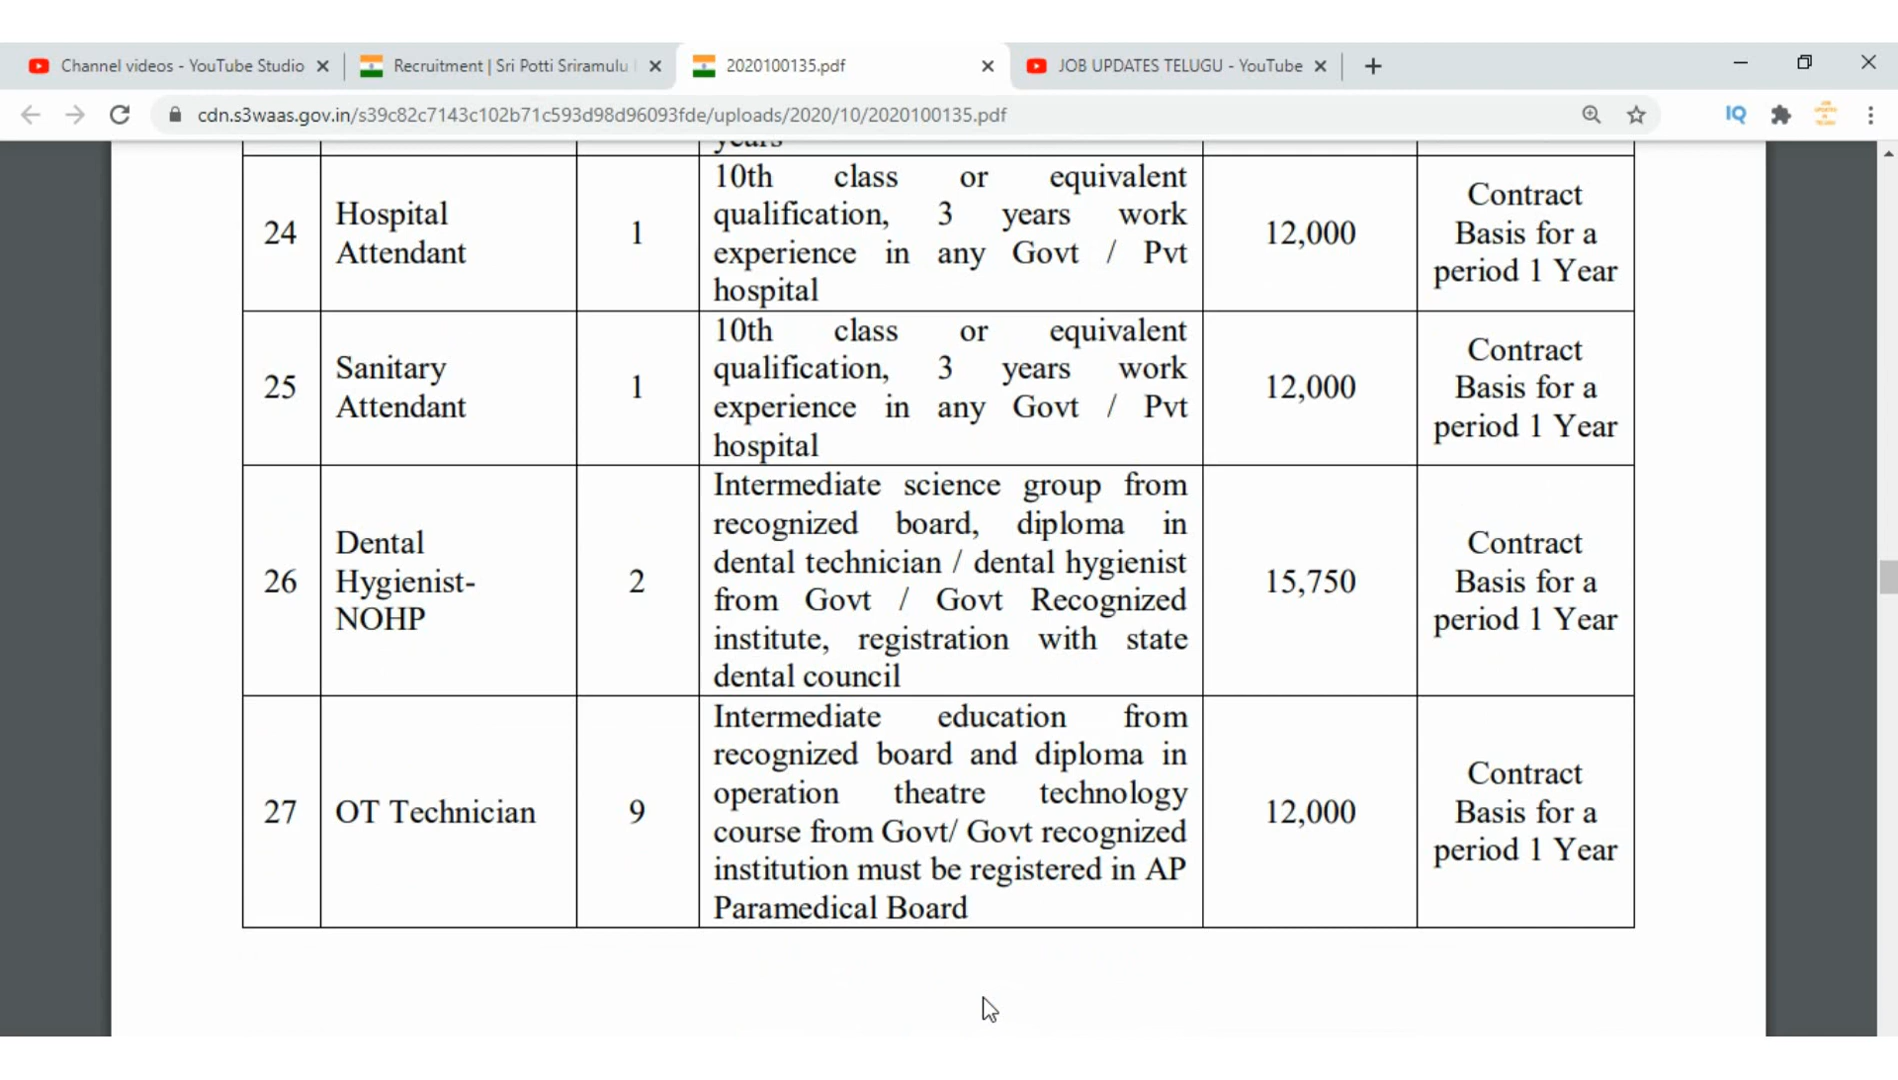 Channel videos - YouTube Studio
Recruitment | Sri Potti Sriramulu
2020100135.pdf
JOB UPDATES TELUGU - YouTube
cdn.s3waas.gov.in/s39c82c7143c102b71c593d98d96093fde/uploads/2020/10/2020100135.pdf
IQ
years
24
Hospital
Attendant
1
10th class or equivalent
qualification, 3 years work
experience in any Govt / Pvt
hospital
12,000
Contract
Basis for a
period 1 Year
25
Sanitary
Attendant
1
10th class or equivalent
qualification, 3 years work
experience in any Govt / Pvt
hospital
12,000
Contract
Basis for a
period 1 Year
26
Dental
Hygienist-
NOHP
2
Intermediate science group from
recognized board, diploma in
dental technician / dental hygienist
from Govt / Govt Recognized
institute, registration with state
dental council
15,750
Contract
Basis for a
period 1 Year
27
OT Technician
9
Intermediate education from
recognized board and diploma in
operation theatre technology
course from Govt/ Govt recognized
institution must be registered in AP
Paramedical Board
12,000
Contract
Basis for a
period 1 Year